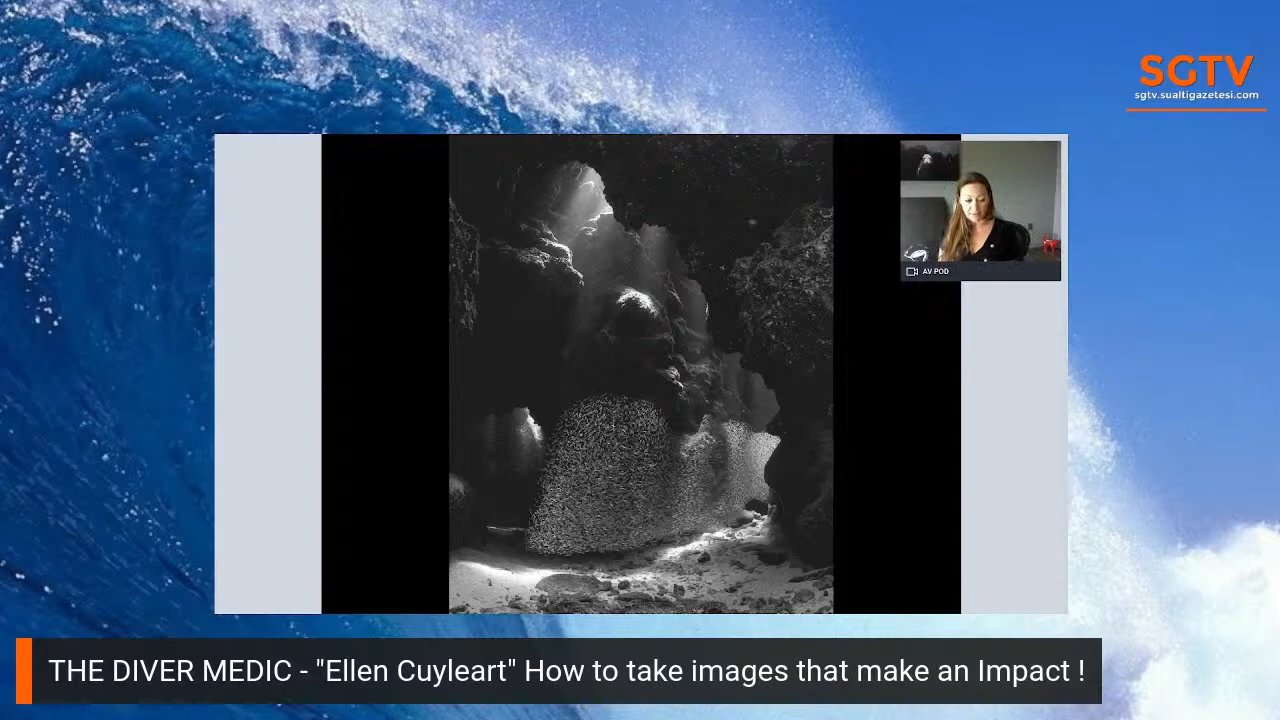 SGTV
sgtv.sualtigazetesi.com
AV POD
THE DIVER MEDIC - "Ellen Cuyleart" How to take images that make an Impact !